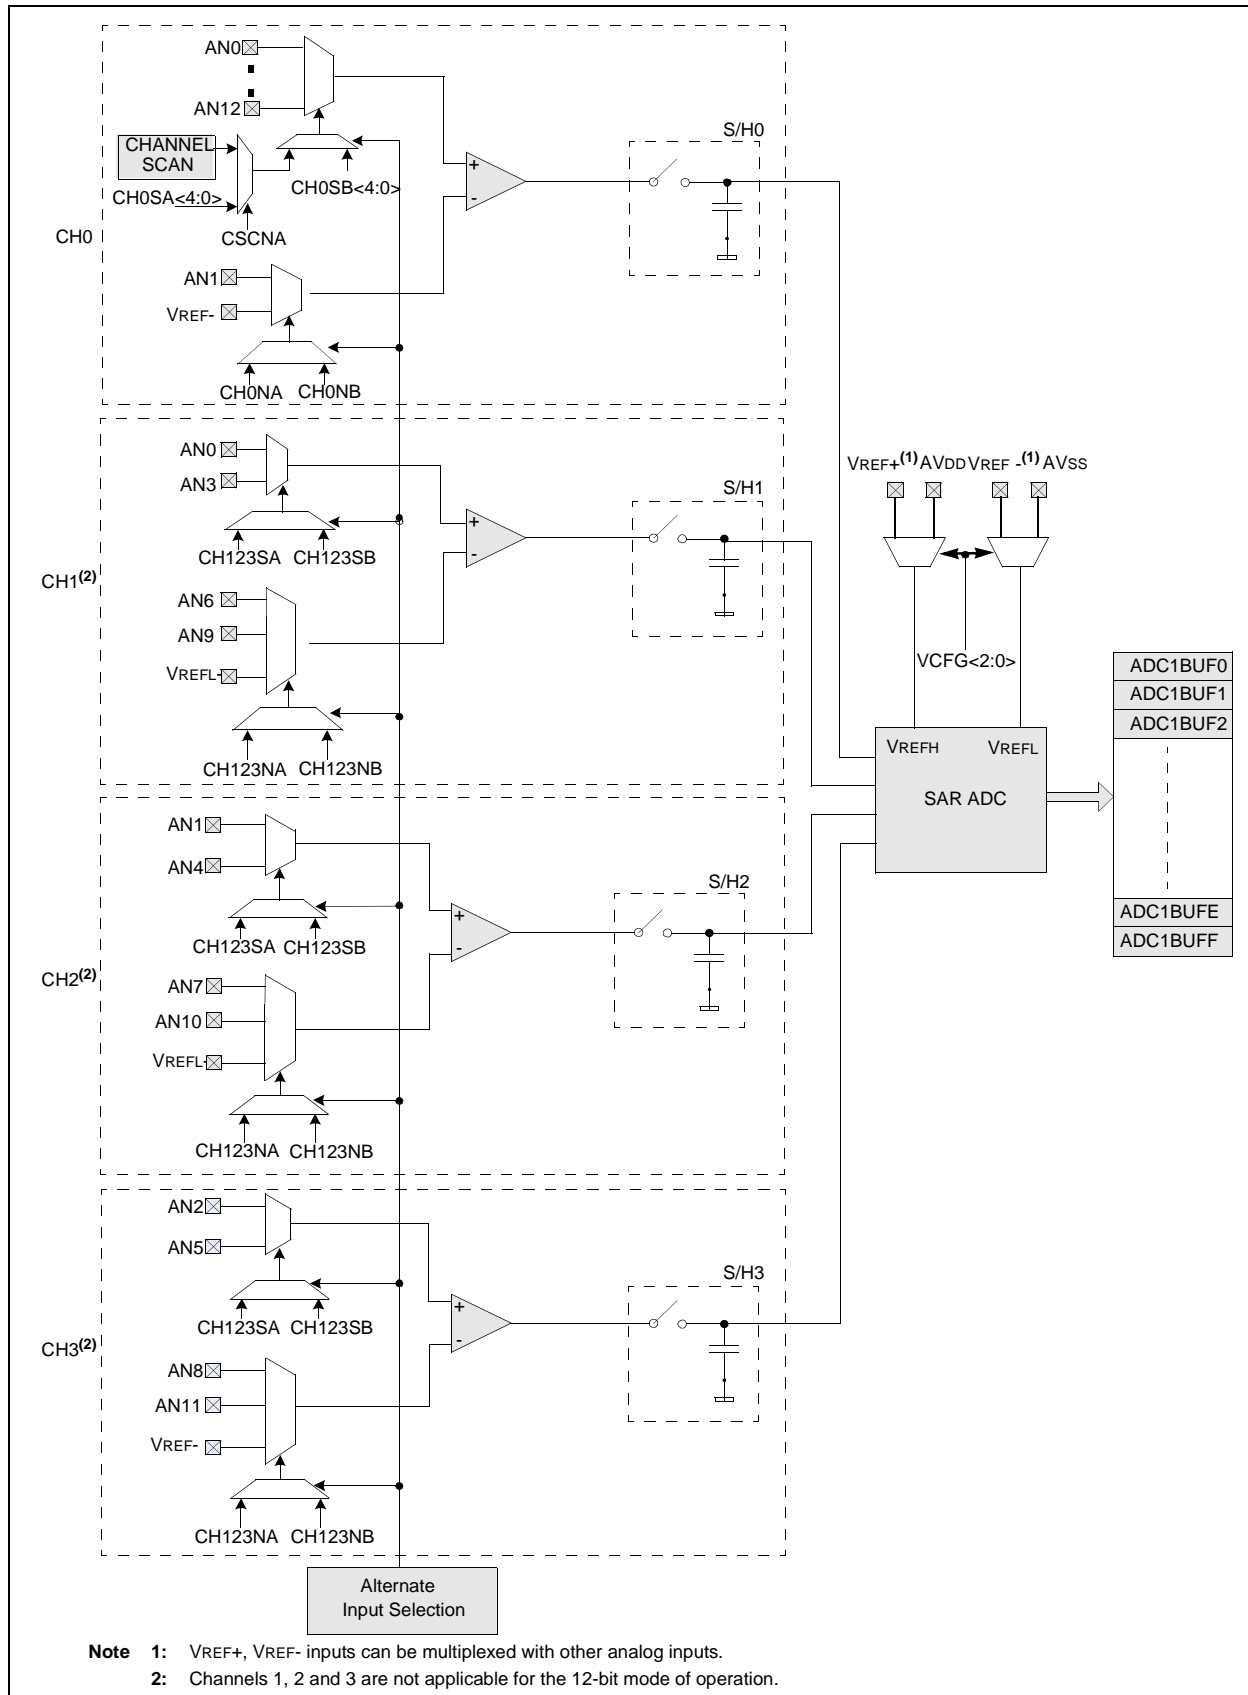 AN0
AN12
CHANNEL
SCAN
CH0SA<4:0>
CH0SB<4:0>
CSCNA
CH0
AN1
VREF-
CH0NA
CH0NB
+
-
S/H0
AN0
AN3
CH123SA
CH123SB
CH1(2)
AN6
AN9
VREFL-
CH123NA
CH123NB
+
-
S/H1
VREF+(1) AVDD VREF -(1) AVSS
VCFG<2:0>
VREFH
VREFL
SAR ADC
ADC1BUF0
ADC1BUF1
ADC1BUF2
ADC1BUFE
ADC1BUFF
AN1
AN4
CH123SA
CH123SB
CH2(2)
AN7
AN10
VREFL-
CH123NA
CH123NB
+
-
S/H2
AN2
AN5
CH123SA
CH123SB
CH3(2)
AN8
AN11
VREF-
CH123NA
CH123NB
+
-
S/H3
Alternate
Input Selection
Note 1: VREF+, VREF- inputs can be multiplexed with other analog inputs.
2: Channels 1, 2 and 3 are not applicable for the 12-bit mode of operation.